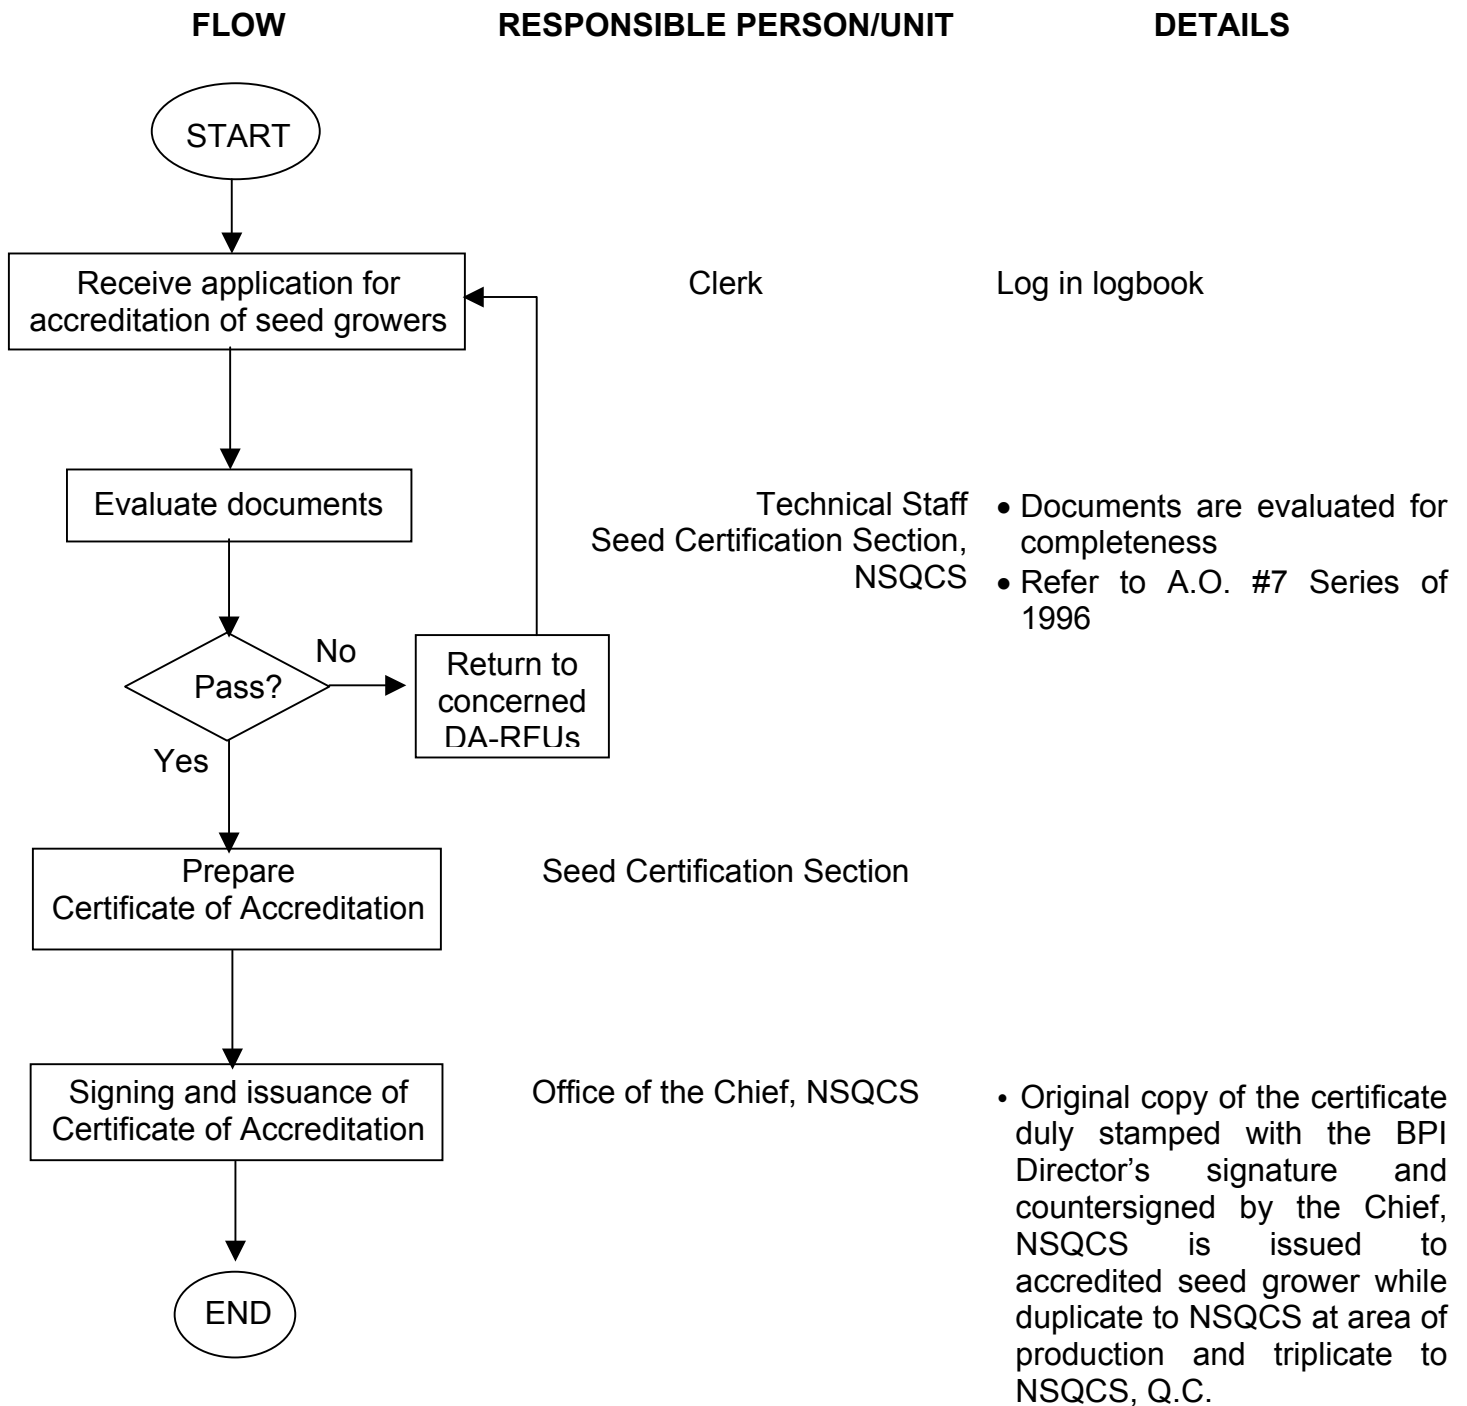 FLOW RESPONSIBLE PERSON/UNIT DETAILS
START
Receive application for
accreditation of seed growers
Clerk
Log in logbook
Evaluate documents
Technical Staff
Seed Certification Section,
NSQCS
• Documents are evaluated for
completeness
• Refer to A.O. #7 Series of
1996
Pass?
No
Return to
concerned
DA-RFUs
Yes
Prepare
Certificate of Accreditation
Seed Certification Section
Signing and issuance of
Certificate of Accreditation
Office of the Chief, NSQCS
• Original copy of the certificate
duly stamped with the BPI
Director’s signature and
countersigned by the Chief,
NSQCS is issued to
accredited seed grower while
duplicate to NSQCS at area of
production and triplicate to
NSQCS, Q.C.
END